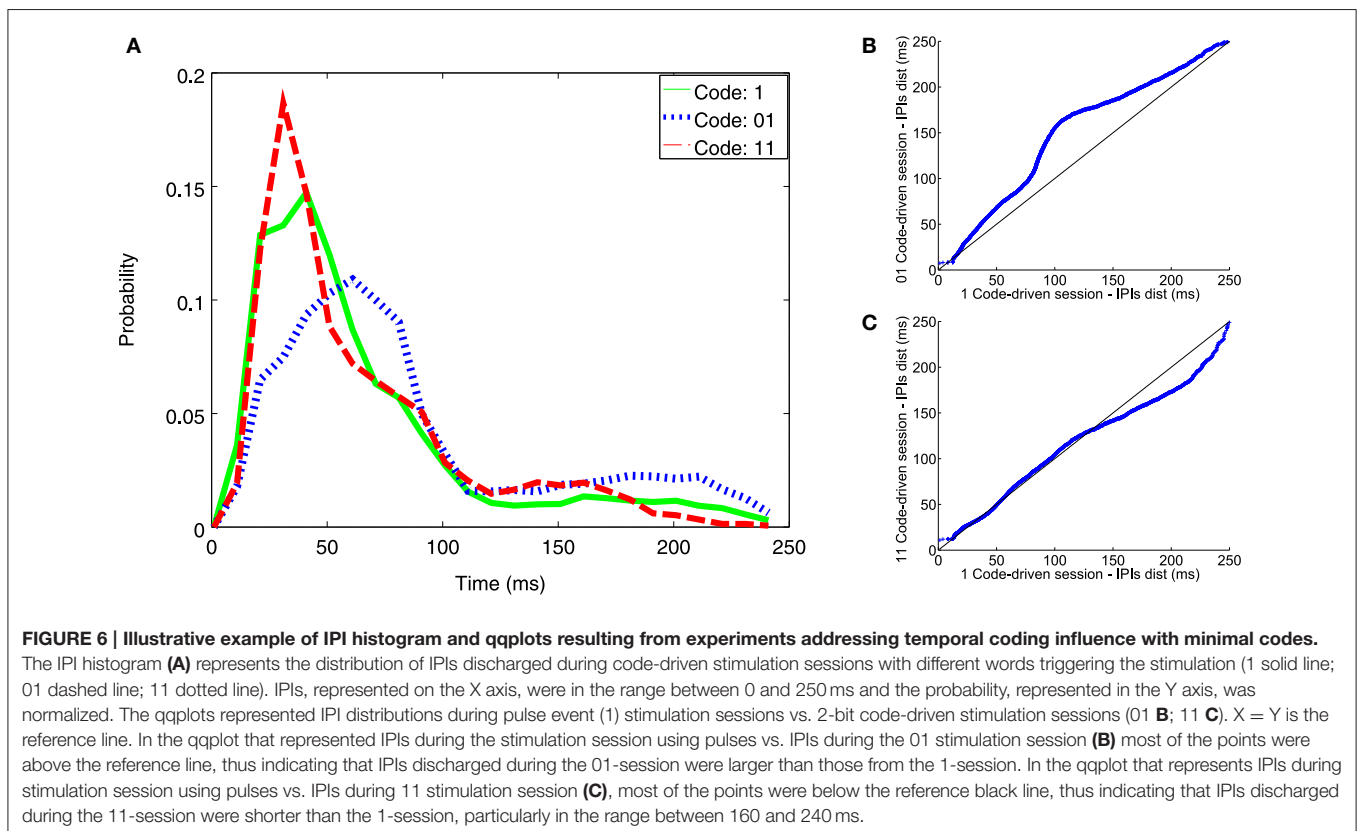 A
0.2
0.15
0.1
0.05
0
Probability
0
50
100
150
200
250
Time (ms)
Code: 1
Code: 01
Code: 11
B
250
200
150
100
50
0
01 Code-driven session - IPIs dist (ms)
0
50
100
150
200
250
1 Code-driven session - IPIs dist (ms)
C
250
200
150
100
50
0
11 Code-driven session - IPIs dist (ms)
0
50
100
150
200
250
1 Code-driven session - IPIs dist (ms)
FIGURE 6 | Illustrative example of IPI histogram and qqplots resulting from experiments addressing temporal coding influence with minimal codes.
The IPI histogram (A) represents the distribution of IPIs discharged during code-driven stimulation sessions with different words triggering the stimulation (1 solid line;
01 dashed line; 11 dotted line). IPIs, represented on the X axis, were in the range between 0 and 250 ms and the probability, represented in the Y axis, was
normalized. The qqplots represented IPI distributions during pulse event (1) stimulation sessions vs. 2-bit code-driven stimulation sessions (01 B; 11 C). X = Y is the
reference line. In the qqplot that represented IPIs during the stimulation session using pulses vs. IPIs during the 01 stimulation session (B) most of the points were
above the reference line, thus indicating that IPIs discharged during the 01-session were larger than those from the 1-session. In the qqplot that represents IPIs during
stimulation session using pulses vs. IPIs during 11 stimulation session (C), most of the points were below the reference black line, thus indicating that IPIs discharged
during the 11-session were shorter than the 1-session, particularly in the range between 160 and 240 ms.